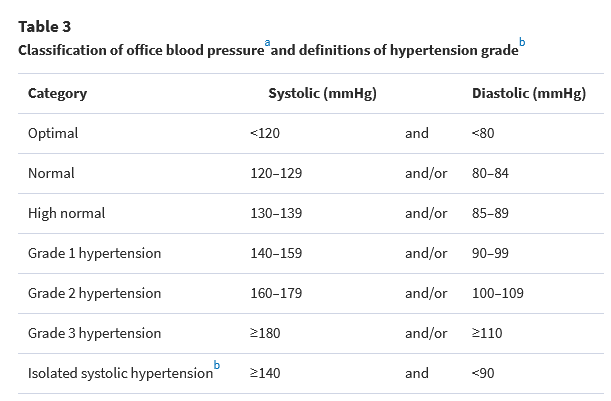 Table 3
Classification of office blood pressureᵃ and definitions of hypertension gradeᵇ
Category Systolic (mmHg) Diastolic (mmHg)
Optimal <120 and <80
Normal 120–129 and/or 80–84
High normal 130–139 and/or 85–89
Grade 1 hypertension 140–159 and/or 90–99
Grade 2 hypertension 160–179 and/or 100–109
Grade 3 hypertension ≥180 and/or ≥110
Isolated systolic hypertensionᵇ ≥140 and <90